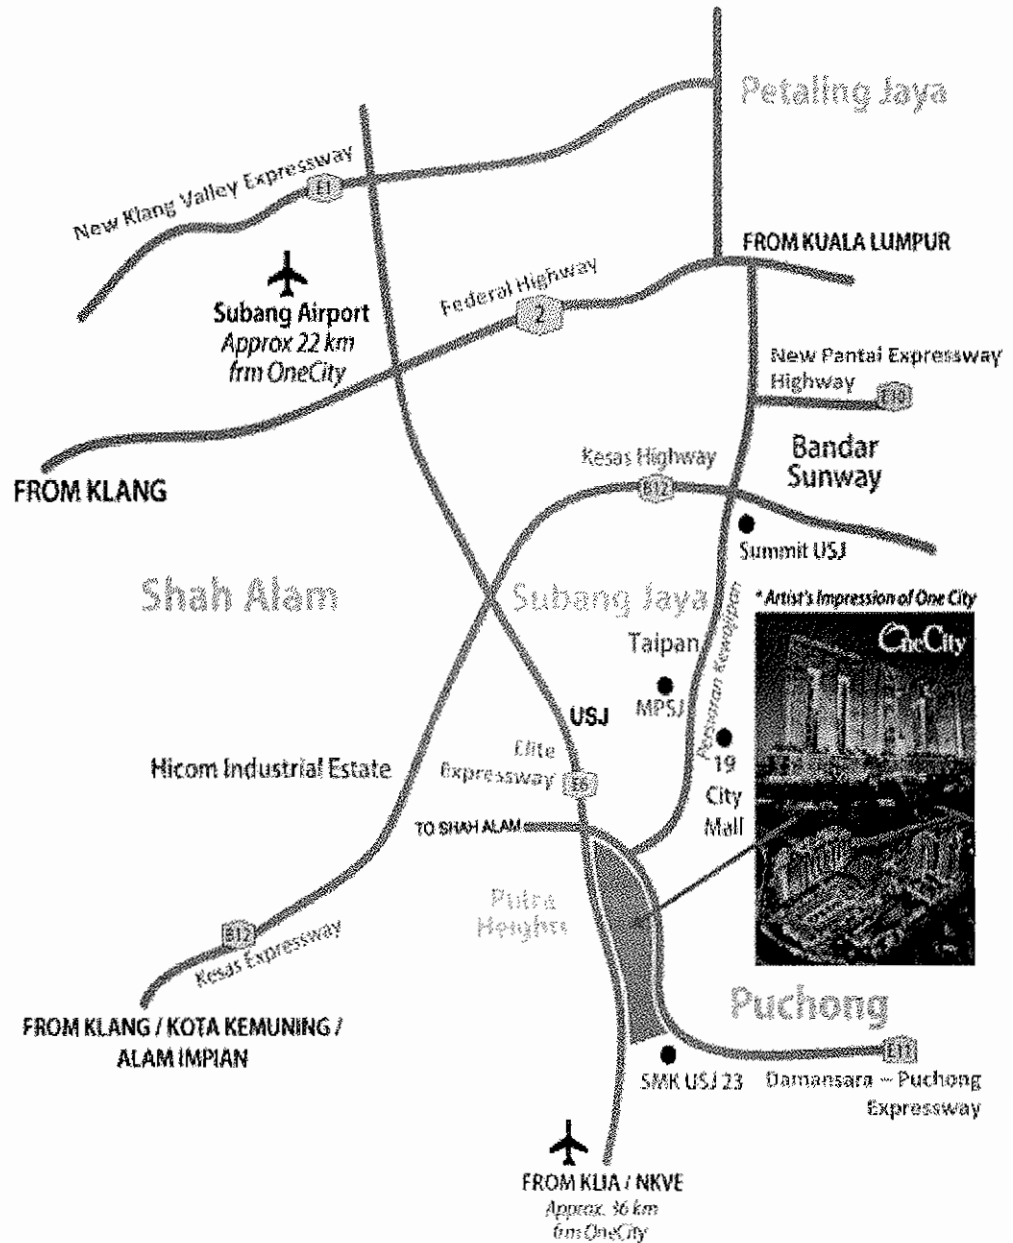 Petaling Jaya
New Klang Valley Expressway
E1
FROM KUALA LUMPUR
Subang Airport
Approx 22 km
frm OneCity
Federal Highway
2
New Pantai Expressway
Highway
E10
FROM KLANG
Kesas Highway
B12
Bandar
Sunway
Summit USJ
Shah Alam
Subang Jaya
* Artist's Impression of One City
OneCity
Taipan
Persiaran Kewajipan
MPSJ
USJ
19
City
Mall
Hicom Industrial Estate
Elite
Expressway
E6
TO SHAH ALAM
Putra
Heights
B12
Kesas Expressway
Puchong
FROM KLANG / KOTA KEMUNING /
ALAM IMPIAN
E11
SMK USJ 23
Damansara – Puchong
Expressway
FROM KLIA / NKVE
Approx. 36 km
frm OneCity